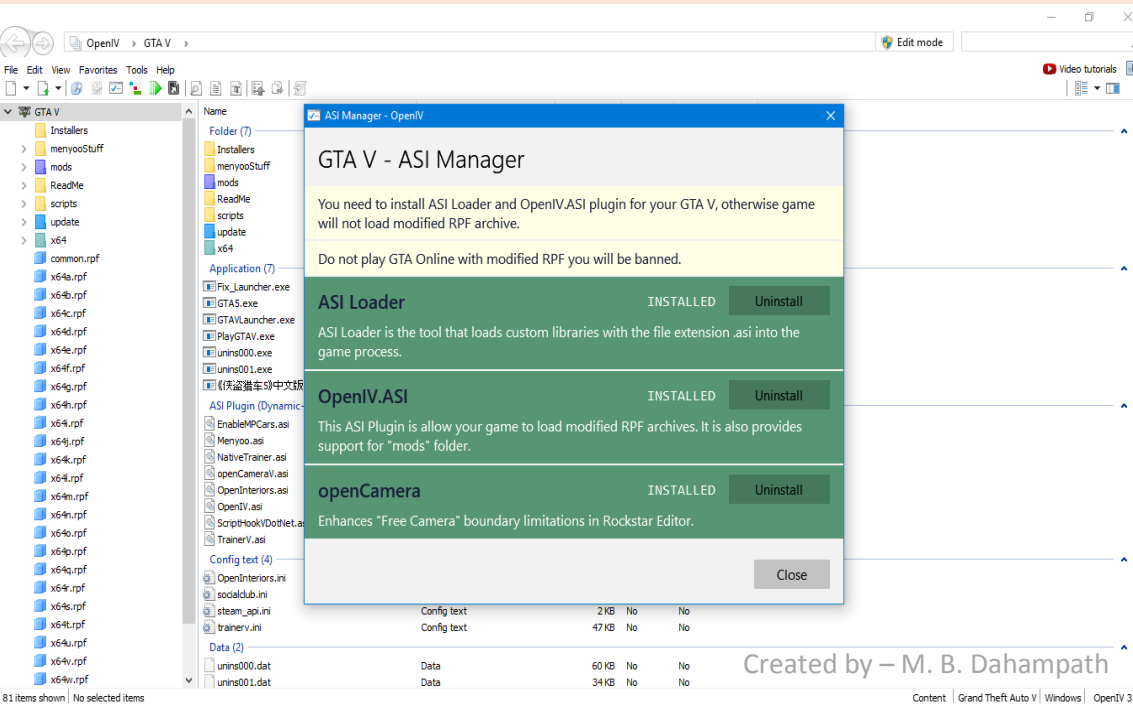 OpenIV > GTA V >
Edit mode
File Edit View Favorites Tools Help
Video tutorials
GTA V
Installers
menyooStuff
mods
ReadMe
scripts
update
x64
common.rpf
x64a.rpf
x64b.rpf
x64c.rpf
x64d.rpf
x64e.rpf
x64f.rpf
x64g.rpf
x64h.rpf
x64i.rpf
x64j.rpf
x64k.rpf
x64l.rpf
x64m.rpf
x64n.rpf
x64o.rpf
x64p.rpf
x64q.rpf
x64r.rpf
x64s.rpf
x64t.rpf
x64u.rpf
x64v.rpf
x64w.rpf
Name
Folder (7)
Installers
menyooStuff
mods
ReadMe
scripts
update
x64
Application (7)
Fix_Launcher.exe
GTA5.exe
GTAVLauncher.exe
PlayGTAV.exe
unins000.exe
unins001.exe
《侠盗猎车5》中文版
ASI Plugin (Dynamic-
EnableMPCars.asi
Menyoo.asi
NativeTrainer.asi
openCameraV.asi
OpenInteriors.asi
OpenIV.asi
ScriptHookVDotNet.as
TrainerV.asi
Config text (4)
OpenInteriors.ini
socialclub.ini
steam_api.ini Config text 2 KB No No
trainerv.ini Config text 47 KB No No
Data (2)
unins000.dat Data 60 KB No No
unins001.dat Data 34 KB No No
ASI Manager - OpenIV
GTA V - ASI Manager
You need to install ASI Loader and OpenIV.ASI plugin for your GTA V, otherwise game
will not load modified RPF archive.
Do not play GTA Online with modified RPF you will be banned.
ASI Loader INSTALLED Uninstall
ASI Loader is the tool that loads custom libraries with the file extension .asi into the
game process.
OpenIV.ASI INSTALLED Uninstall
This ASI Plugin is allow your game to load modified RPF archives. It is also provides
support for "mods" folder.
openCamera INSTALLED Uninstall
Enhances "Free Camera" boundary limitations in Rockstar Editor.
Close
Created by – M. B. Dahampath
81 items shown No selected items
Content Grand Theft Auto V Windows OpenIV 3